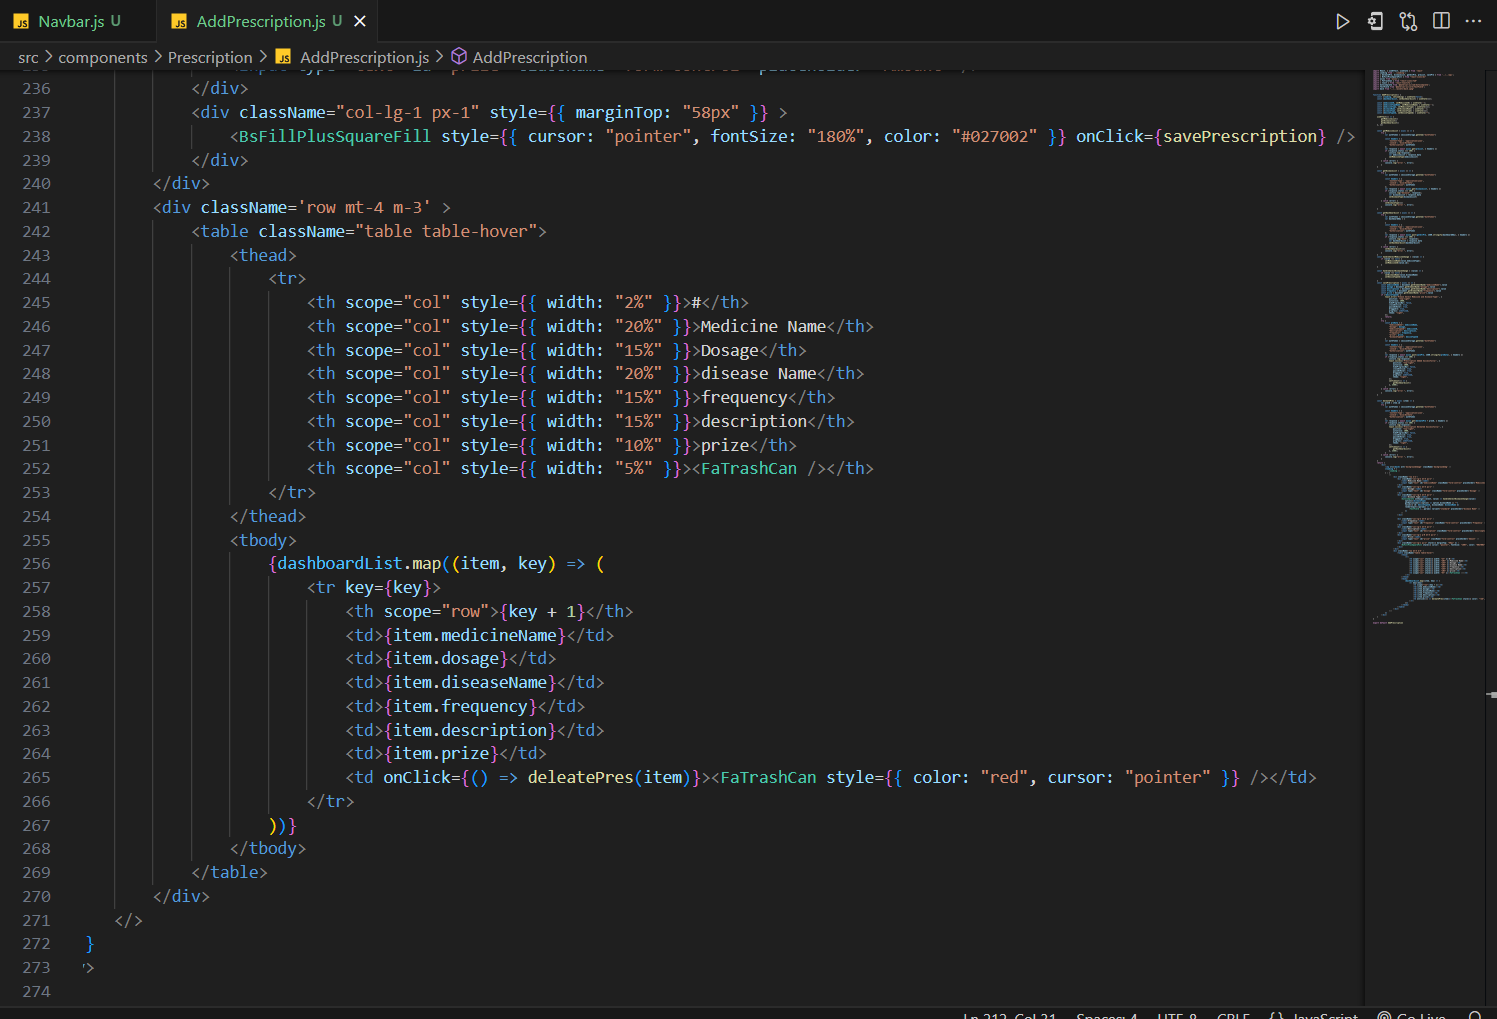 Navbar.js U
AddPrescription.js U
src > components > Prescription > AddPrescription.js > AddPrescription
236 </div>
237 <div className="col-lg-1 px-1" style={{ marginTop: "58px" }} >
238 <BsFillPlusSquareFill style={{ cursor: "pointer", fontSize: "180%", color: "#027002" }} onClick={savePrescription} />
239 </div>
240 </div>
241 <div className='row mt-4 m-3' >
242 <table className="table table-hover">
243 <thead>
244 <tr>
245 <th scope="col" style={{ width: "2%" }}>#</th>
246 <th scope="col" style={{ width: "20%" }}>Medicine Name</th>
247 <th scope="col" style={{ width: "15%" }}>Dosage</th>
248 <th scope="col" style={{ width: "20%" }}>disease Name</th>
249 <th scope="col" style={{ width: "15%" }}>frequency</th>
250 <th scope="col" style={{ width: "15%" }}>description</th>
251 <th scope="col" style={{ width: "10%" }}>prize</th>
252 <th scope="col" style={{ width: "5%" }}><FaTrashCan /></th>
253 </tr>
254 </thead>
255 <tbody>
256 {dashboardList.map((item, key) => (
257 <tr key={key}>
258 <th scope="row">{key + 1}</th>
259 <td>{item.medicineName}</td>
260 <td>{item.dosage}</td>
261 <td>{item.diseaseName}</td>
262 <td>{item.frequency}</td>
263 <td>{item.description}</td>
264 <td>{item.prize}</td>
265 <td onClick={() => deleatePres(item)}><FaTrashCan style={{ color: "red", cursor: "pointer" }} /></td>
266 </tr>
267 ))}
268 </tbody>
269 </table>
270 </div>
271 </>
272 }
273 />
274
Ln 212, Col 31 Spaces: 4 UTF-8 CRLF {} JavaScript Go Live